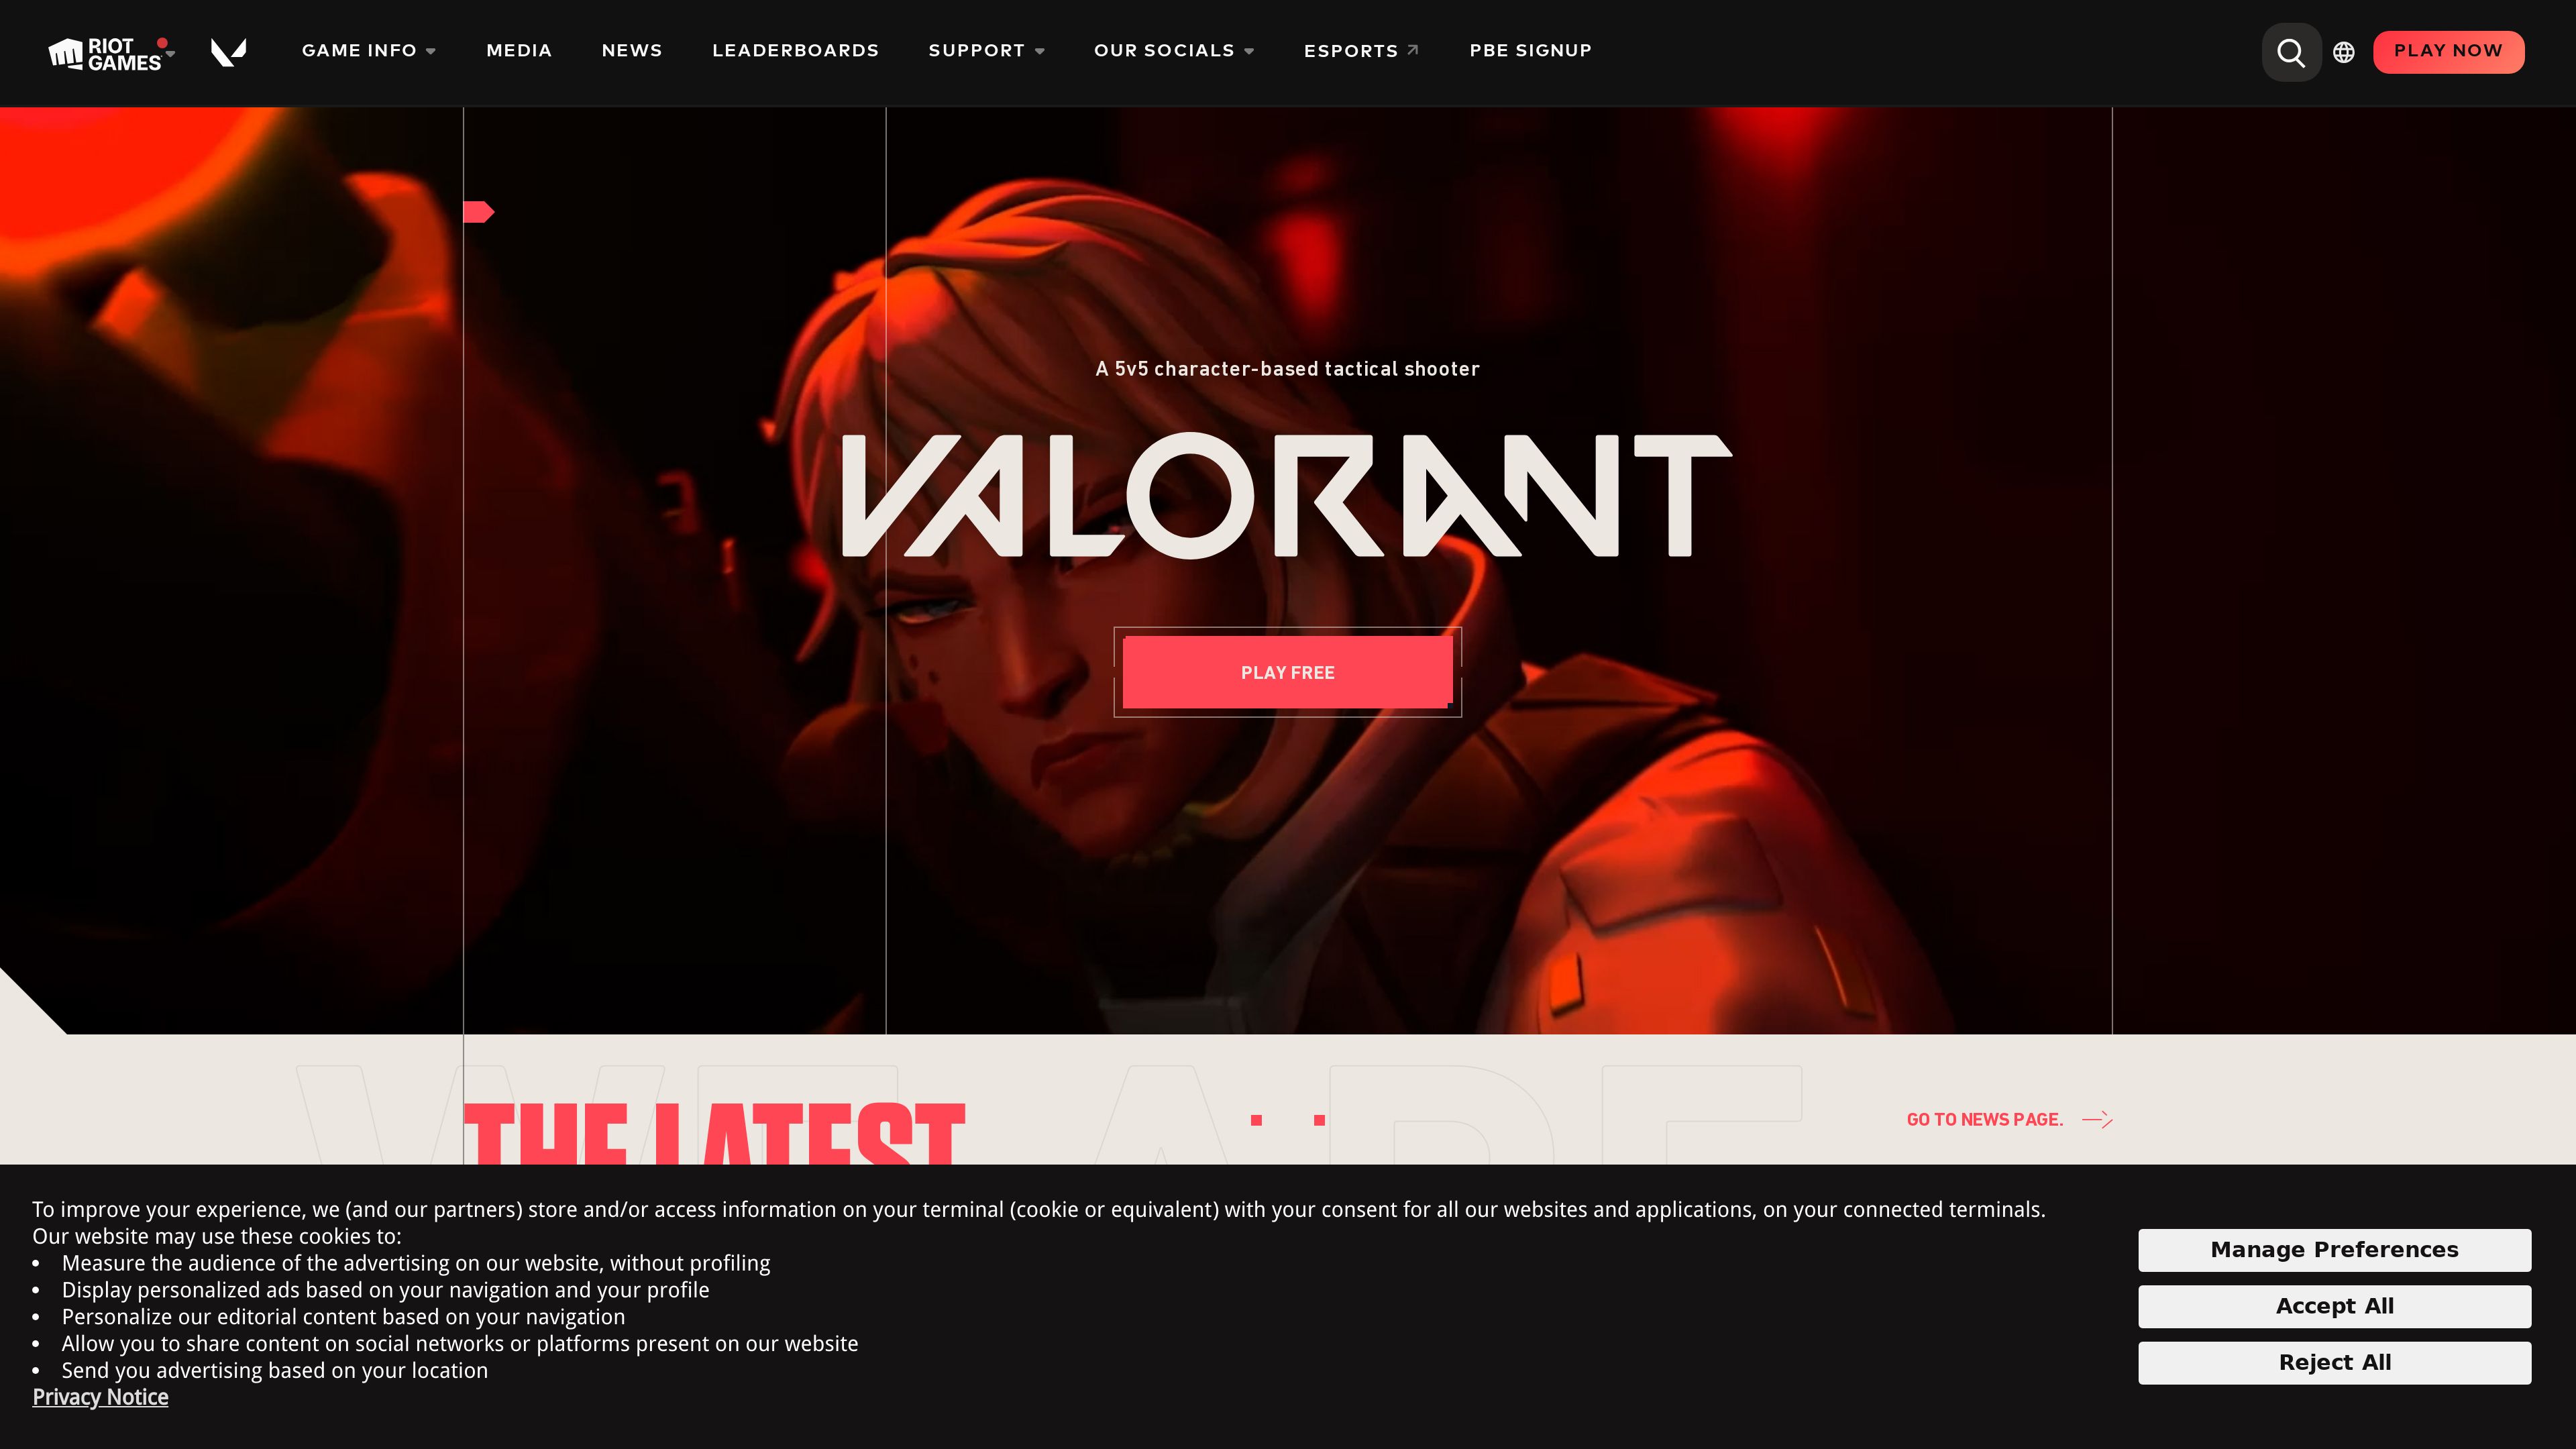 RIOT GAMES
GAME INFO
MEDIA
NEWS
LEADERBOARDS
SUPPORT
OUR SOCIALS
ESPORTS
PBE SIGNUP
PLAY NOW
A 5v5 character-based tactical shooter
VALORANT
PLAY FREE
WE ARE
THE LATEST
GO TO NEWS PAGE.
To improve your experience, we (and our partners) store and/or access information on your terminal (cookie or equivalent) with your consent for all our websites and applications, on your connected terminals.
Our website may use these cookies to:
• Measure the audience of the advertising on our website, without profiling
• Display personalized ads based on your navigation and your profile
• Personalize our editorial content based on your navigation
• Allow you to share content on social networks or platforms present on our website
• Send you advertising based on your location
Privacy Notice
Manage Preferences
Accept All
Reject All